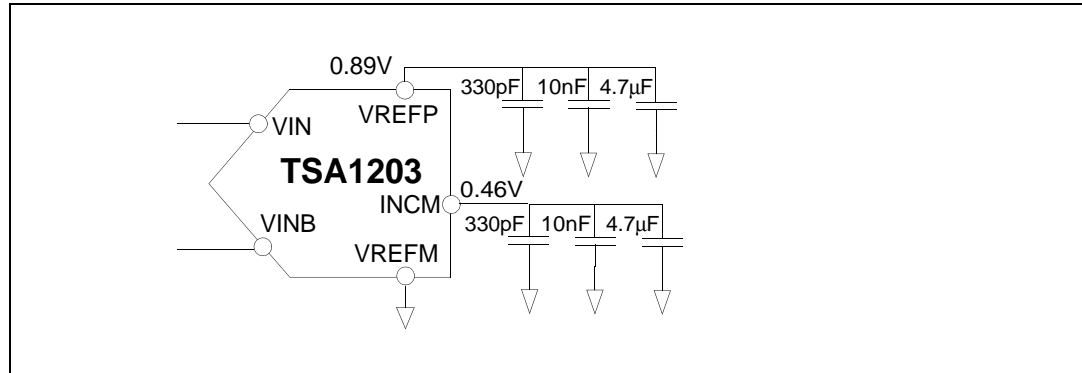 0.89V
330pF 10nF 4.7µF
VREFP
VIN
TSA1203
0.46V
INCM
330pF 10nF 4.7µF
VINB
VREFM